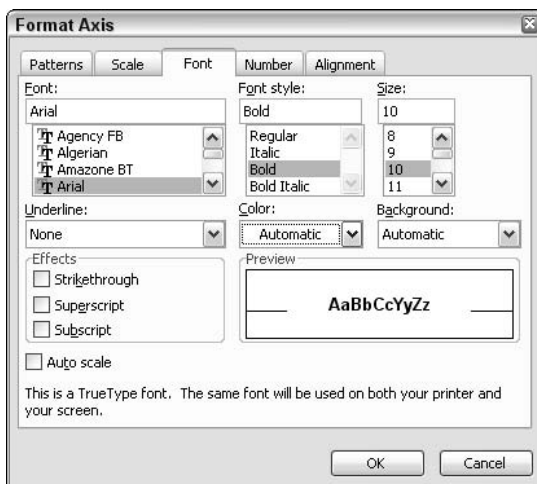 Format Axis
Patterns Scale Font Number Alignment
Font: Font style: Size:
Arial Bold 10
Agency FB Regular 8
Algerian Italic 9
Amazone BT Bold 10
Arial Bold Italic 11
Underline: Color: Background:
None Automatic Automatic
Effects Preview
Strikethrough
Superscript AaBbCcYyZz
Subscript
Auto scale
This is a TrueType font. The same font will be used on both your printer and
your screen.
OK Cancel